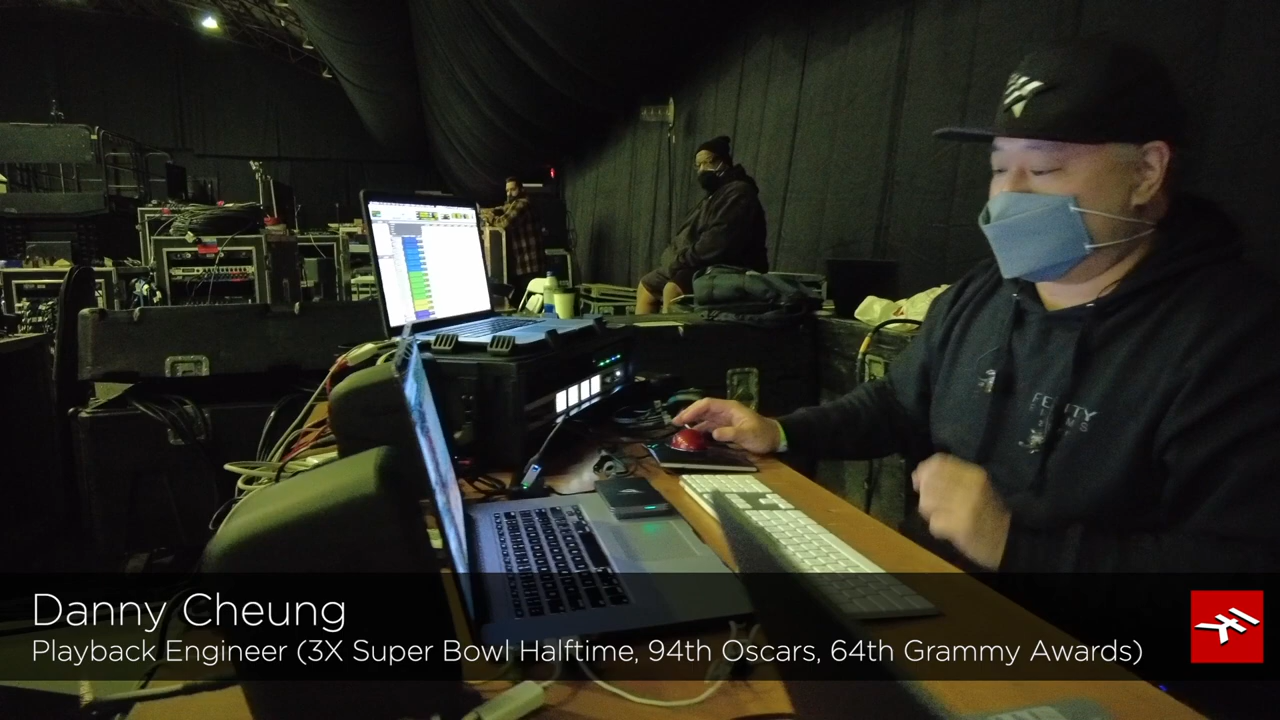 Danny Cheung
Playback Engineer (3X Super Bowl Halftime, 94th Oscars, 64th Grammy Awards)